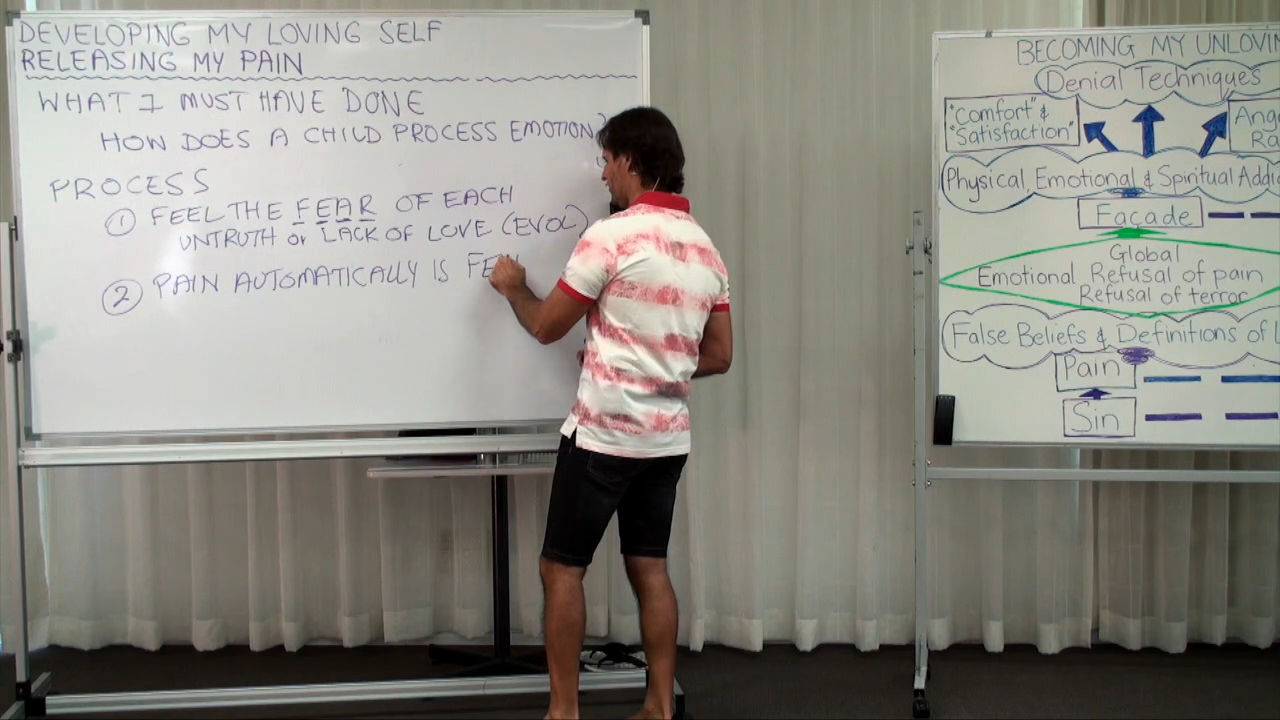 DEVELOPING MY LOVING SELF
RELEASING MY PAIN
WHAT I MUST HAVE DONE
HOW DOES A CHILD PROCESS EMOTION?
PROCESS
① FEEL THE FEAR OF EACH
UNTRUTH or LACK OF LOVE (EVOL)
② PAIN AUTOMATICALLY IS
BECOMING MY UNLOVIN
Denial Techniques
"Comfort" &
"Satisfaction"
Ang
Ra
Physical Emotional & Spiritual Addi
Façade
Global
Emotional Refusal of pain
Refusal of terror
False Beliefs & Definitions of
Pain
Sin